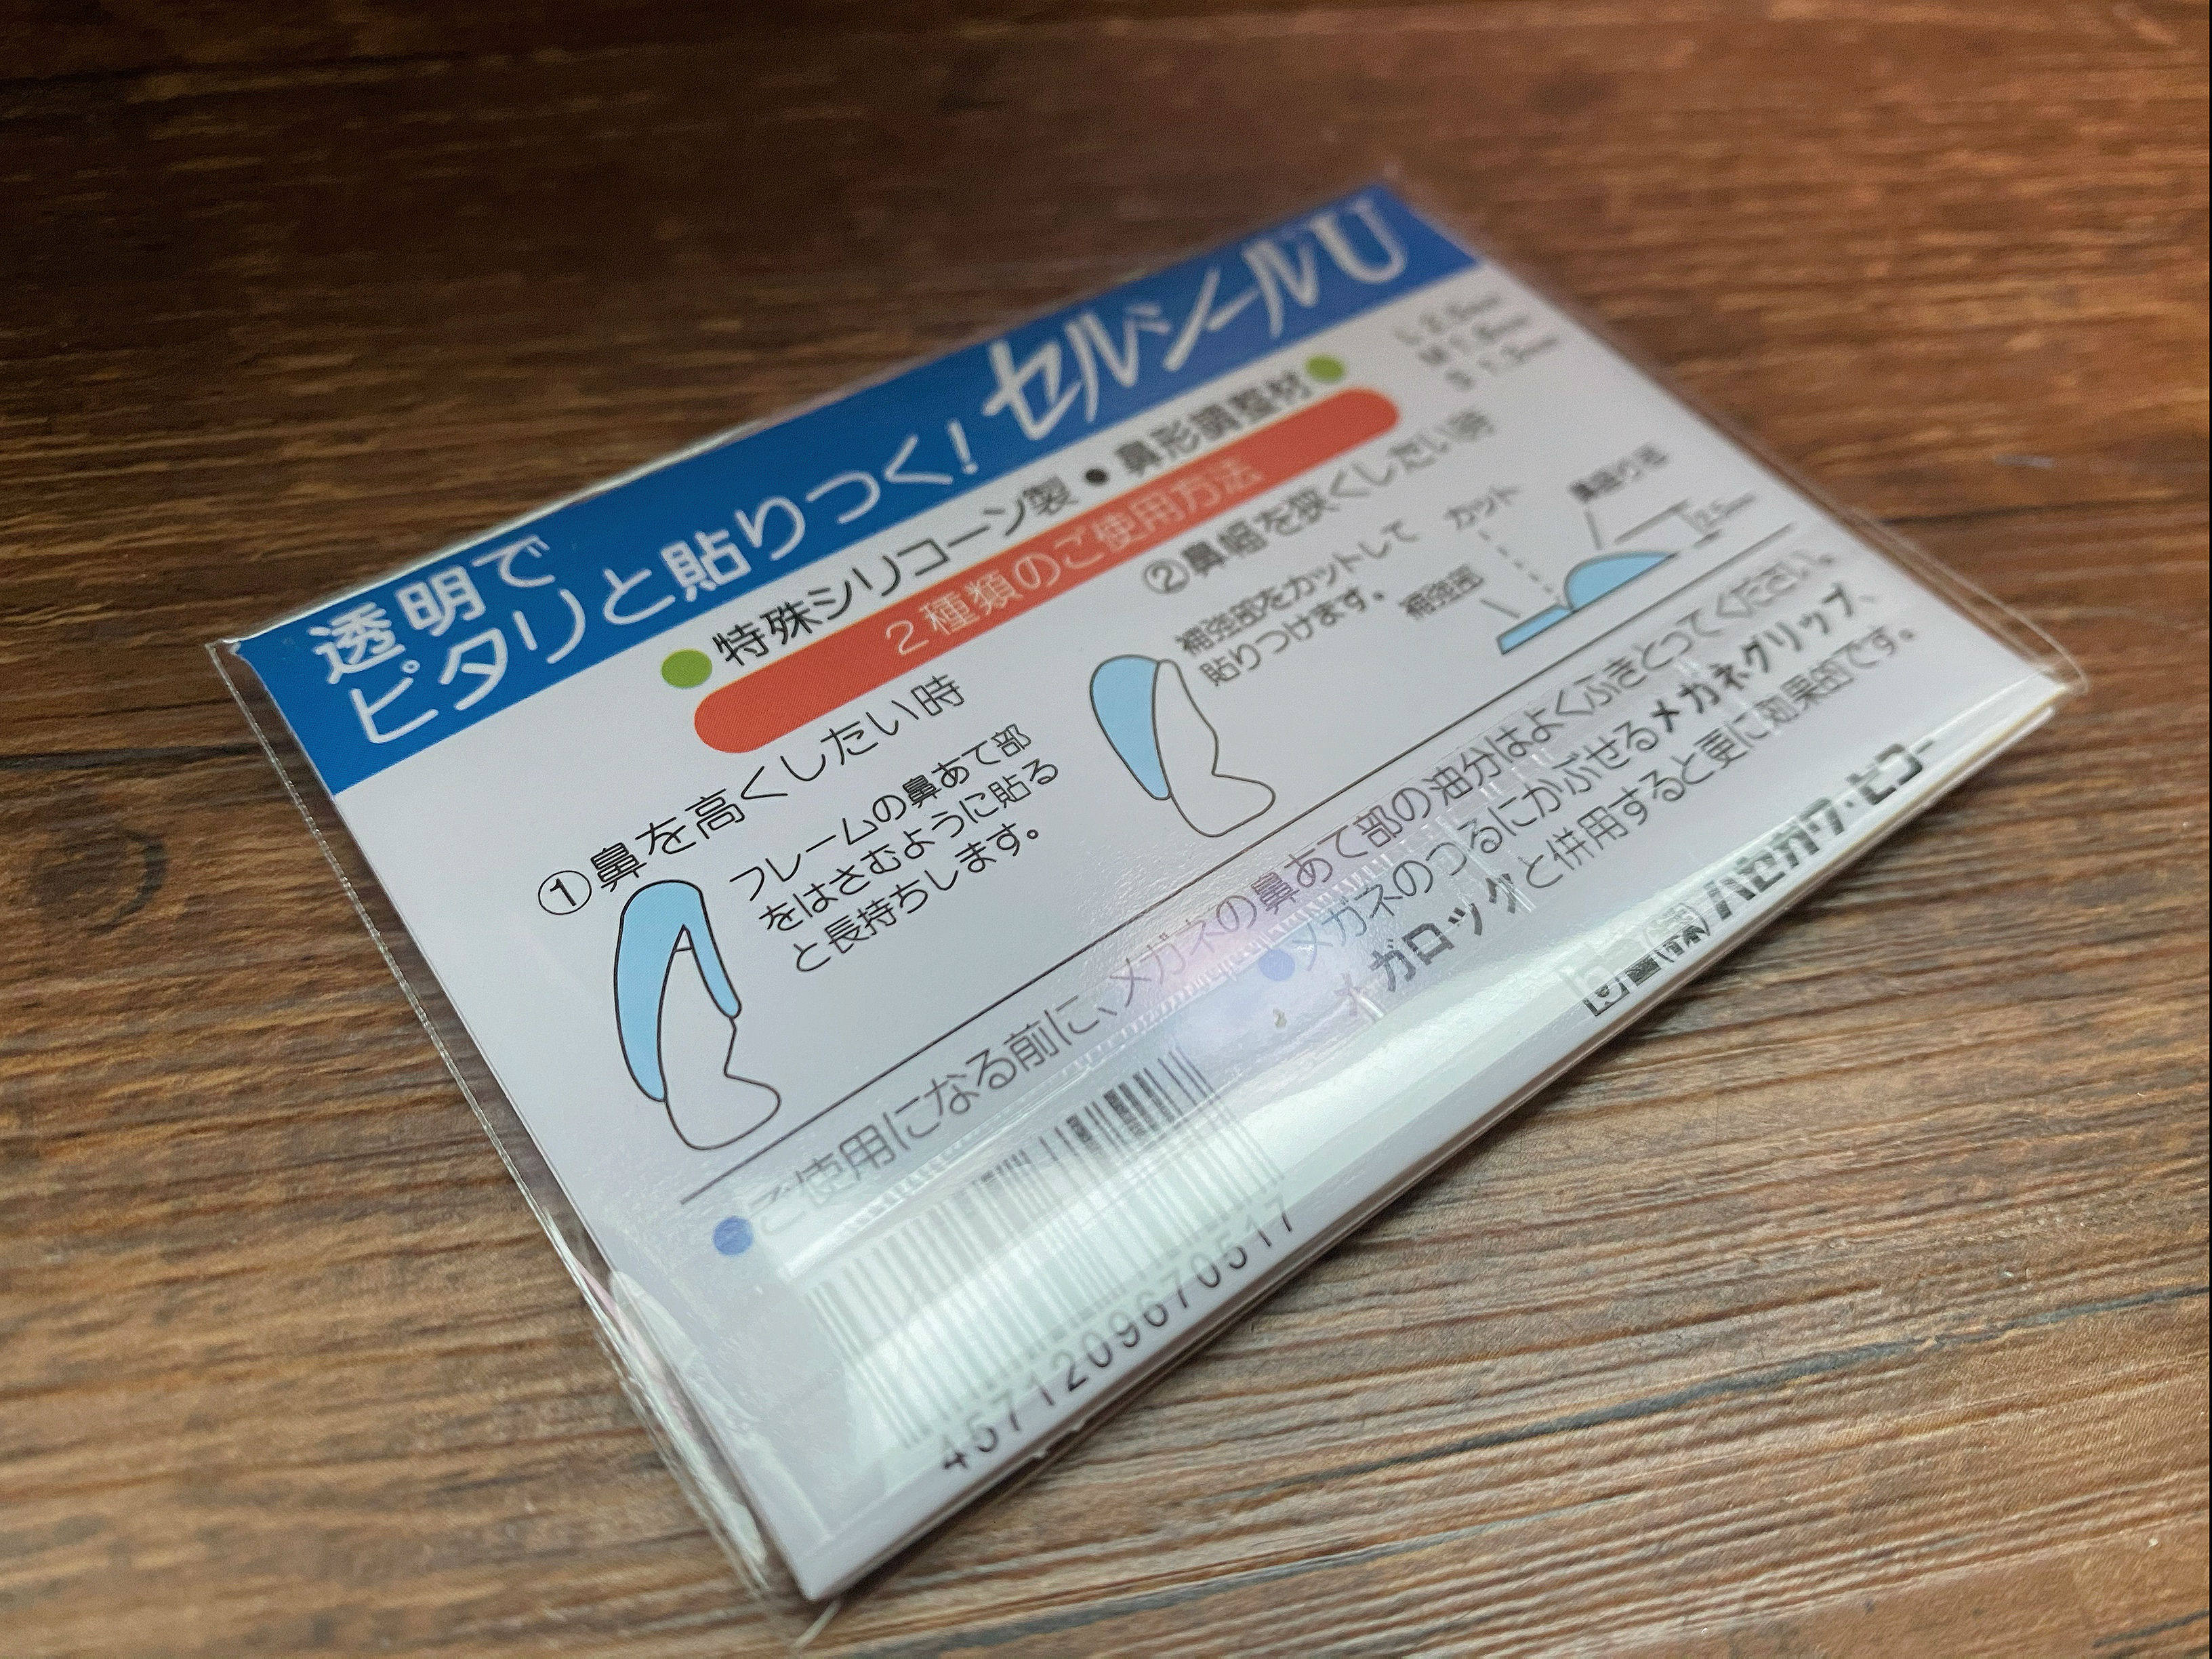 透明で
ピタリと貼りつく! セルシールU
特殊シリコーン製●鼻形調整材
2種類のご使用方法
①鼻を高くしたい時
フレームの鼻あて部
をはさむように貼る
と長持ちします。
②鼻幅を狭くしたい時
補強部をカットして
貼りつけます。
カット
補強部
2.5mm
●ご使用になる前に、メガネの鼻あて部の油分はよくふきとってください。
●メガネのつるにかぶせるメガネグリップ、
メガロックと併用すると更に効果的です。
ハセガワ・ビコー
4571209670517